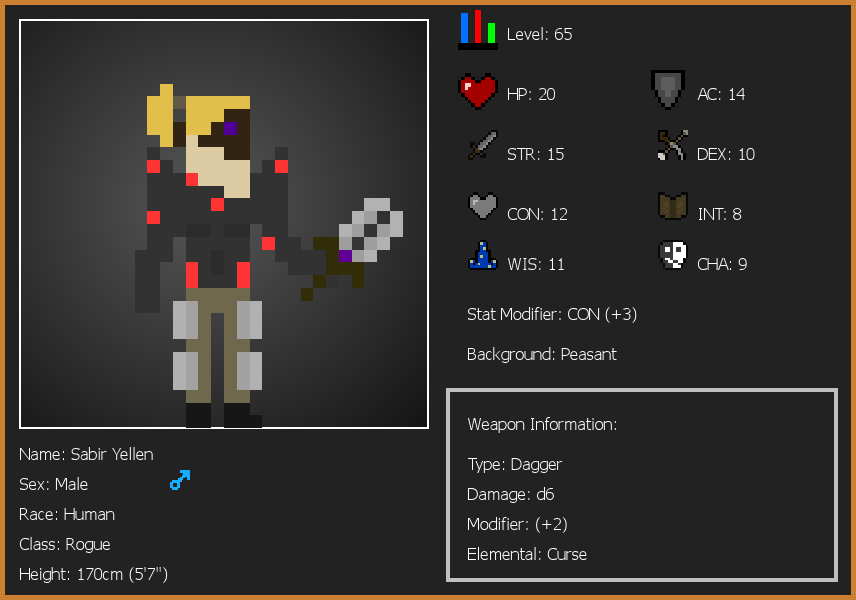 Level: 65
HP: 20
AC: 14
STR: 15
DEX: 10
CON: 12
INT: 8
WIS: 11
CHA: 9
Stat Modifier: CON (+3)
Background: Peasant
Weapon Information:
Type: Dagger
Damage: d6
Modifier: (+2)
Elemental: Curse
Name: Sabir Yellen
Sex: Male
Race: Human
Class: Rogue
Height: 170cm (5'7")